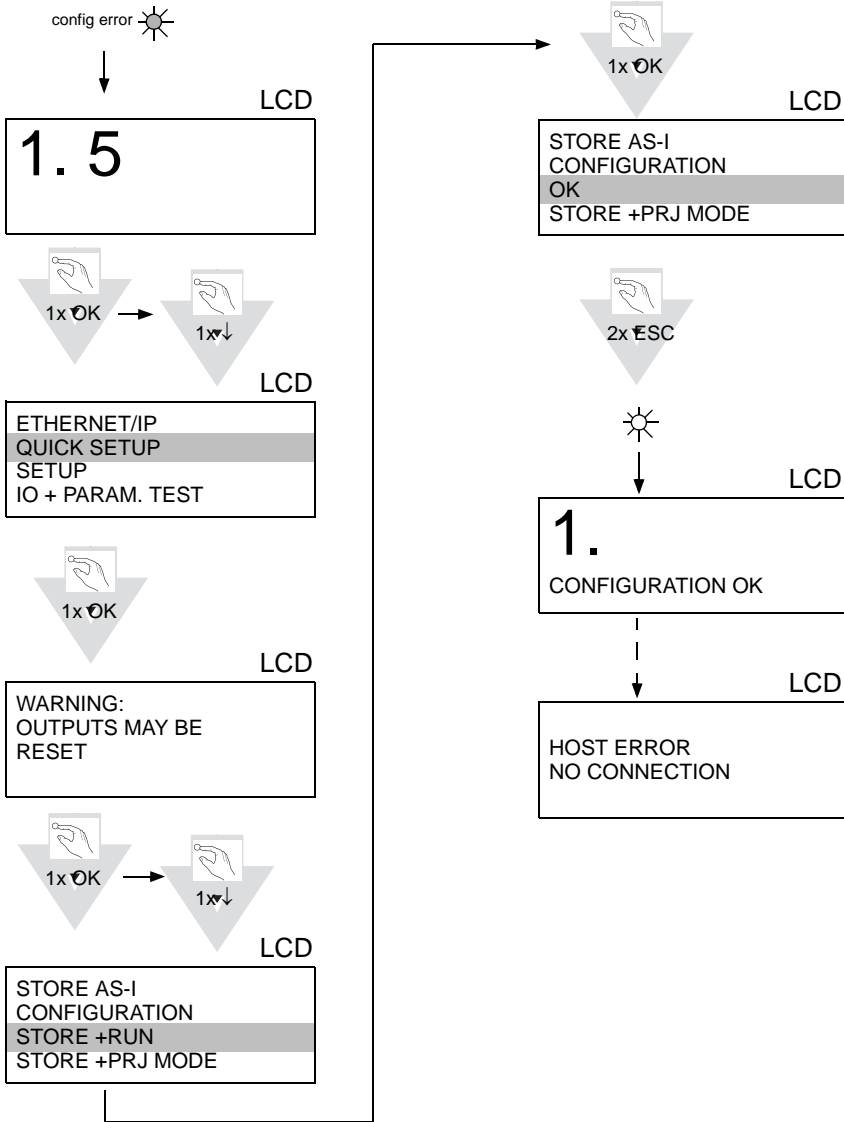 config error
LCD
1. 5
1x OK
1x ↓
LCD
ETHERNET/IP
QUICK SETUP
SETUP
IO + PARAM. TEST
1x OK
LCD
WARNING:
OUTPUTS MAY BE
RESET
1x OK
1x ↓
LCD
STORE AS-I
CONFIGURATION
STORE +RUN
STORE +PRJ MODE
1x OK
LCD
STORE AS-I
CONFIGURATION
OK
STORE +PRJ MODE
2x ESC
LCD
1.
CONFIGURATION OK
LCD
HOST ERROR
NO CONNECTION